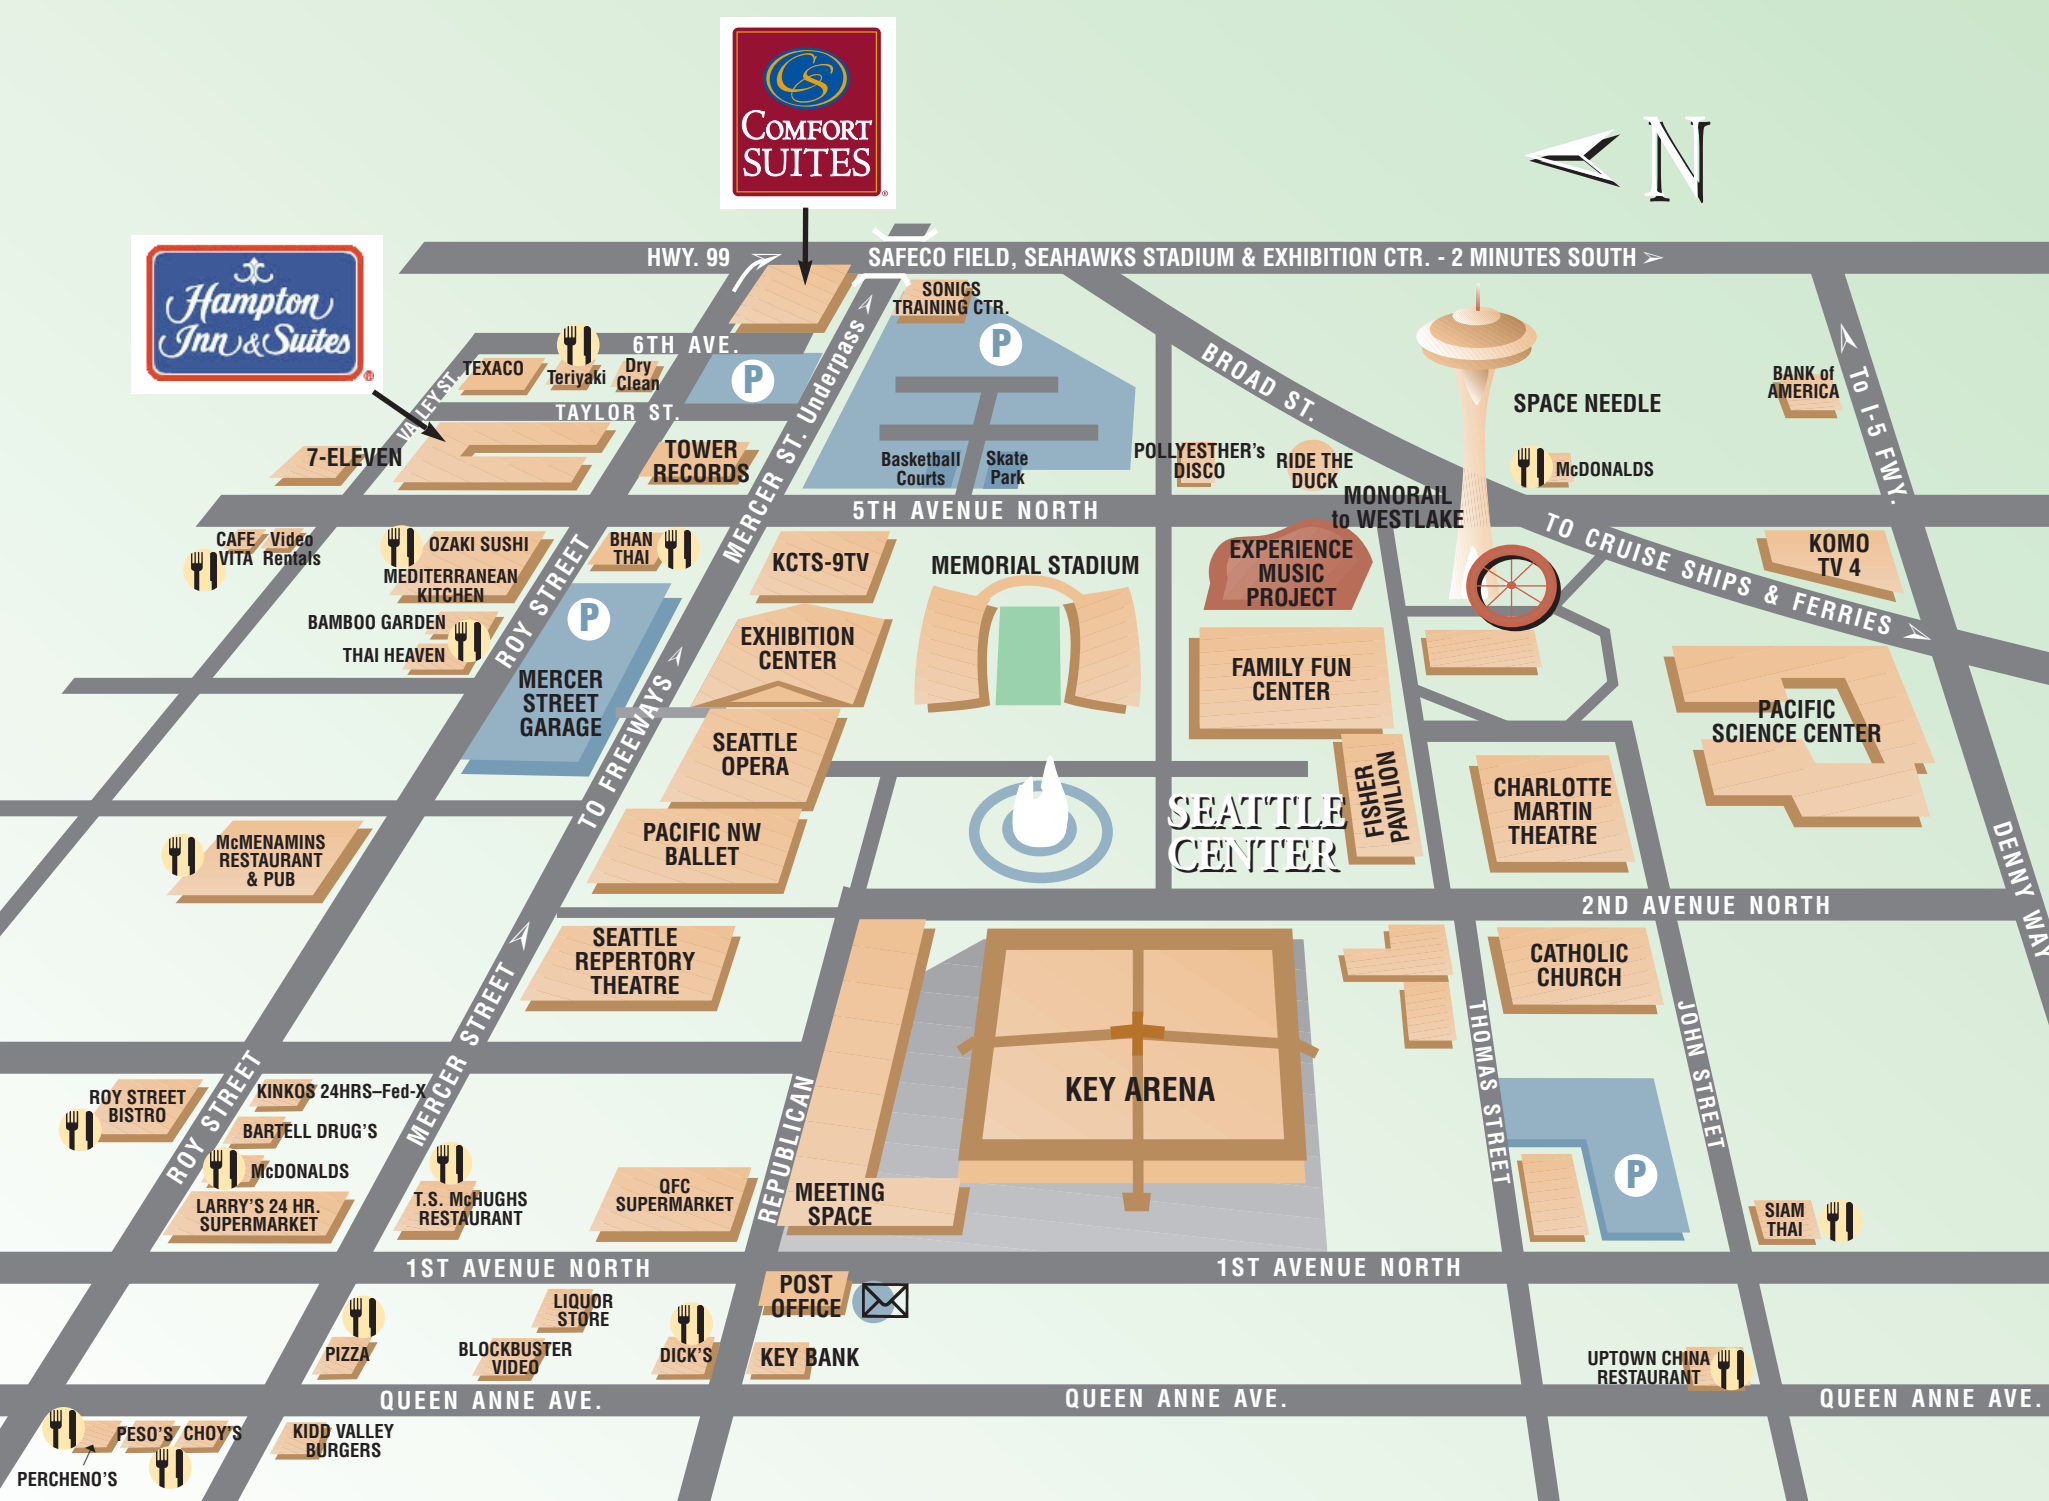 CS
COMFORT
SUITES
N
Hampton
Inn & Suites
HWY. 99
SAFECO FIELD, SEAHAWKS STADIUM & EXHIBITION CTR. - 2 MINUTES SOUTH
SONICS
TRAINING CTR.
6TH AVE.
TEXACO
Teriyaki
Dry
Clean
P
P
VALLEY ST.
TAYLOR ST.
MERCER ST. Underpass
BROAD ST.
SPACE NEEDLE
BANK of
AMERICA
To I-5 FWY.
7-ELEVEN
TOWER
RECORDS
Basketball
Courts
Skate
Park
POLLYESTHER's
DISCO
RIDE THE
DUCK
McDONALDS
MONORAIL
to WESTLAKE
5TH AVENUE NORTH
CAFE
VITA
Video
Rentals
OZAKI SUSHI
MEDITERRANEAN
KITCHEN
BHAN
THAI
KCTS-9TV
MEMORIAL STADIUM
EXPERIENCE
MUSIC
PROJECT
TO CRUISE SHIPS & FERRIES
KOMO
TV 4
ROY STREET
BAMBOO GARDEN
THAI HEAVEN
P
MERCER
STREET
GARAGE
EXHIBITION
CENTER
FAMILY FUN
CENTER
PACIFIC
SCIENCE CENTER
TO FREEWAYS
SEATTLE
OPERA
FISHER
PAVILION
CHARLOTTE
MARTIN
THEATRE
SEATTLE
CENTER
PACIFIC NW
BALLET
McMENAMINS
RESTAURANT
& PUB
DENNY WAY
2ND AVENUE NORTH
SEATTLE
REPERTORY
THEATRE
CATHOLIC
CHURCH
MERCER STREET
KEY ARENA
THOMAS STREET
JOHN STREET
ROY STREET
BISTRO
ROY STREET
KINKOS 24HRS–Fed-X
BARTELL DRUG'S
McDONALDS
LARRY'S 24 HR.
SUPERMARKET
T.S. McHUGHS
RESTAURANT
QFC
SUPERMARKET
REPUBLICAN
MEETING
SPACE
P
SIAM
THAI
1ST AVENUE NORTH
1ST AVENUE NORTH
POST
OFFICE
LIQUOR
STORE
PIZZA
BLOCKBUSTER
VIDEO
DICK'S
KEY BANK
UPTOWN CHINA
RESTAURANT
QUEEN ANNE AVE.
QUEEN ANNE AVE.
QUEEN ANNE AVE.
PESO'S
CHOY'S
KIDD VALLEY
BURGERS
PERCHENO'S